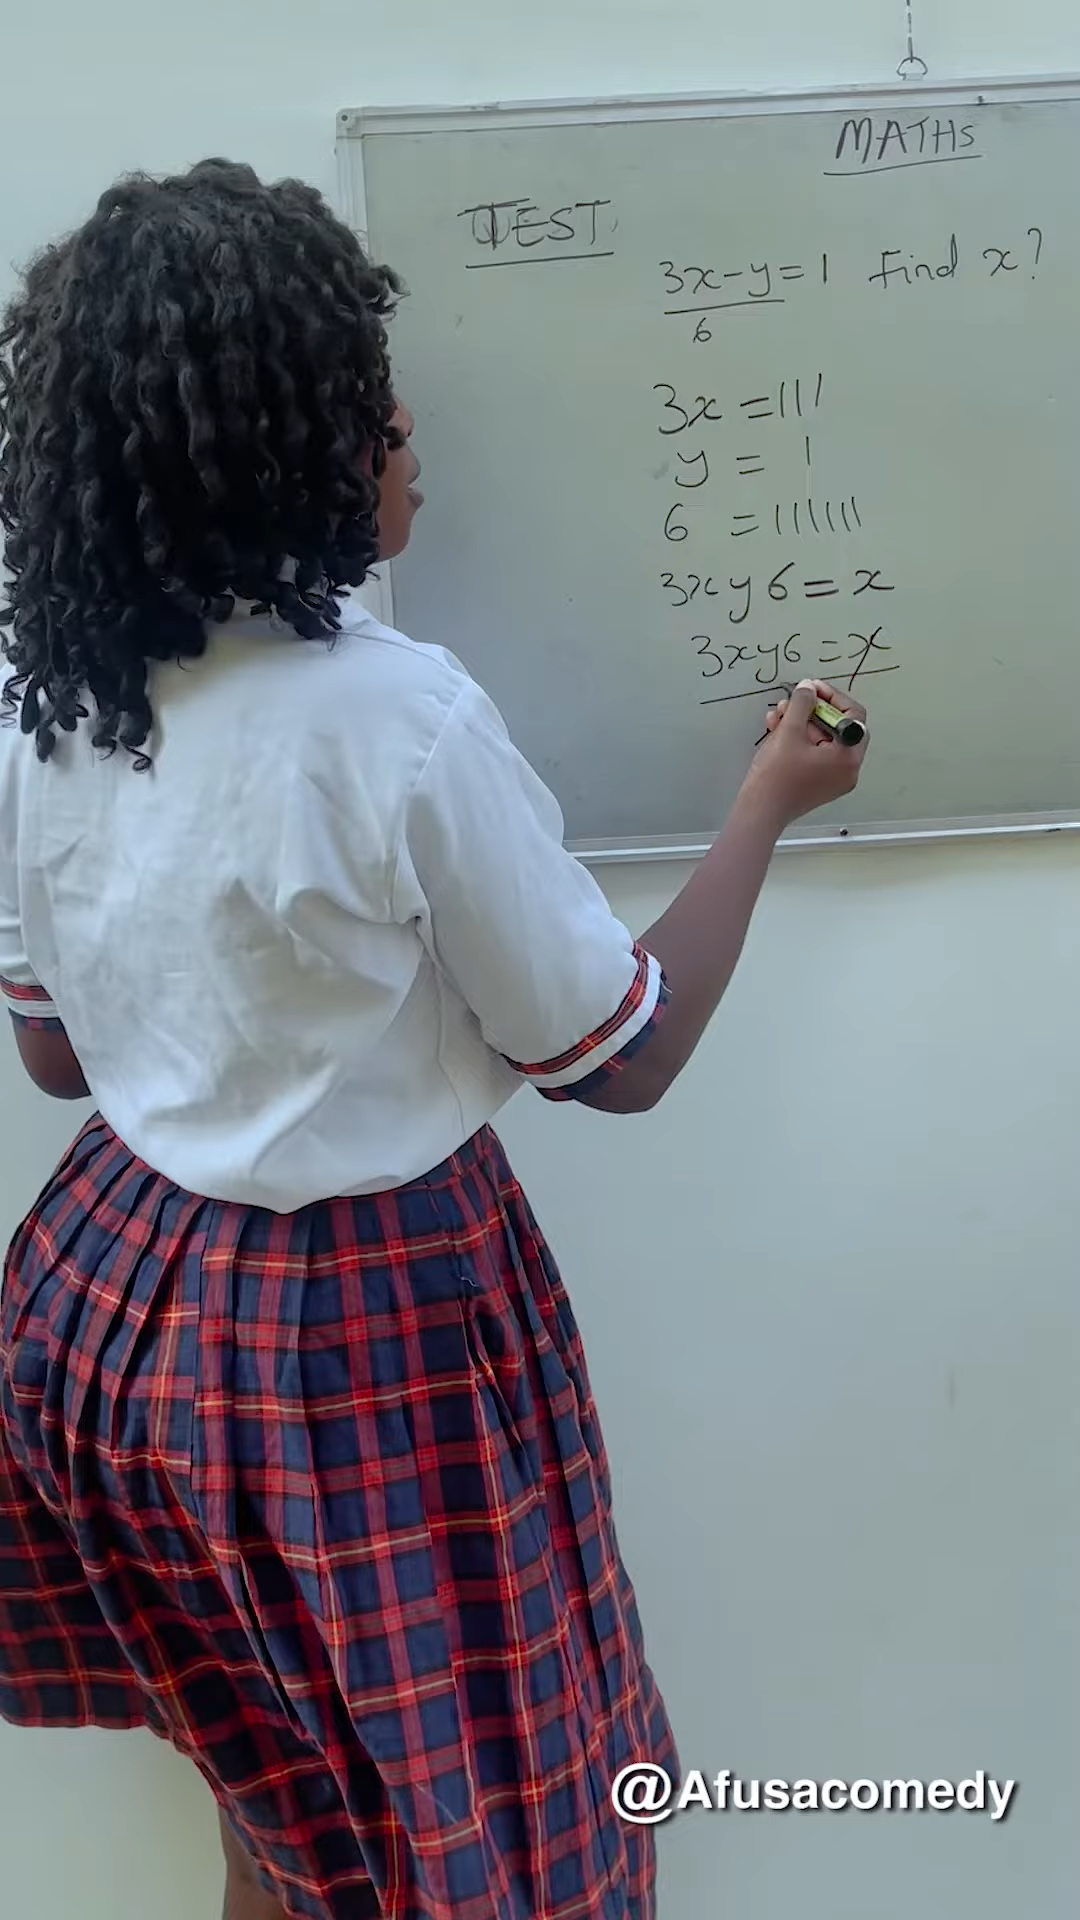 MATHS
TEST
3x-y=1 Find x?
6
3x =111
y = 1
6 =111111
3xy6=x
3xy6=x
@Afusacomedy